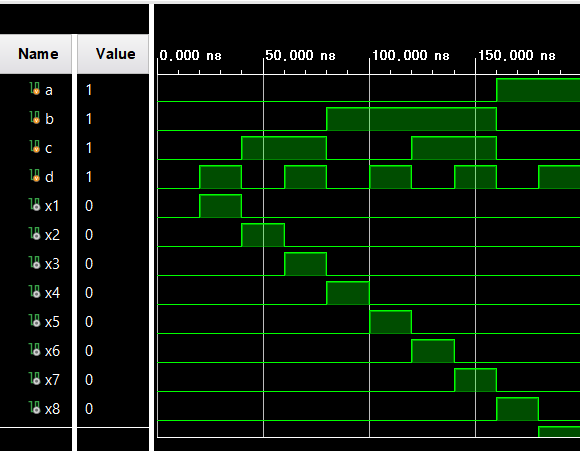 Name Value
0.000 ns 50.000 ns 100.000 ns 150.000 ns
a 1
b 1
c 1
d 1
x1 0
x2 0
x3 0
x4 0
x5 0
x6 0
x7 0
x8 0